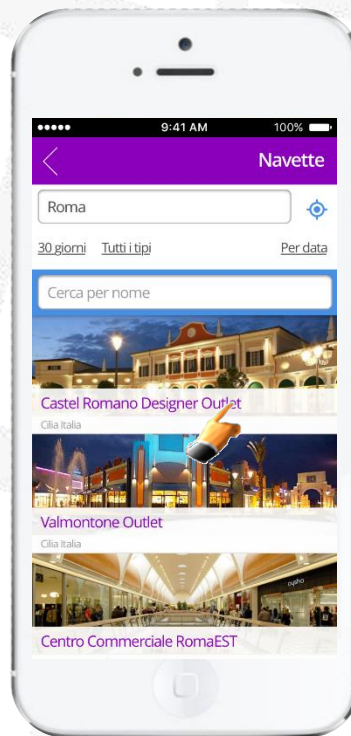 9:41 AM 100%
Navette
Roma
30 giorni Tutti i tipi Per data
Cerca per nome
Castel Romano Designer Outlet
Cilia Italia
Valmontone Outlet
Cilia Italia
oysho
Centro Commerciale RomaEST